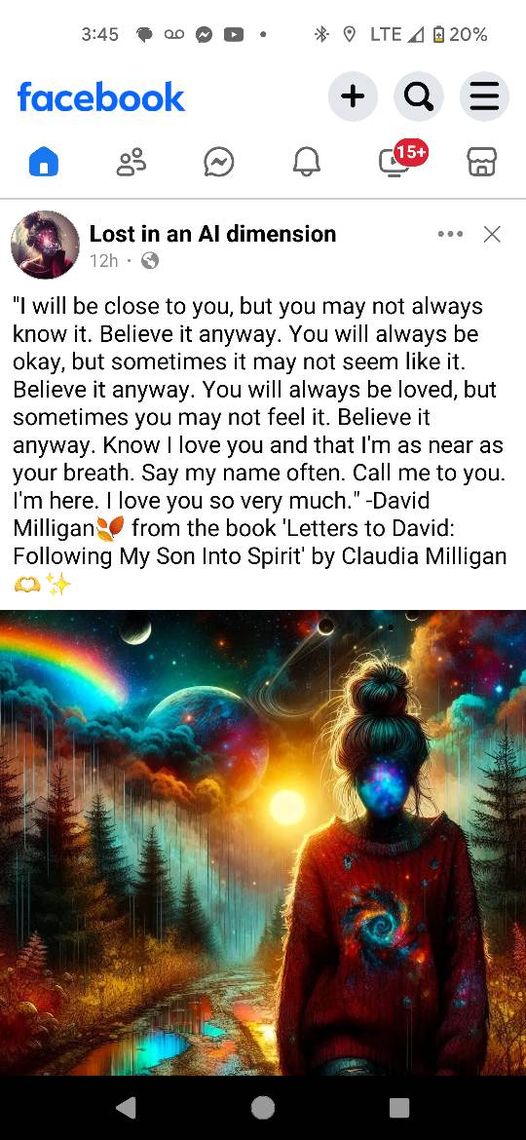 3:45 LTE 20%
facebook
15+
Lost in an AI dimension
12h ·
"I will be close to you, but you may not always
know it. Believe it anyway. You will always be
okay, but sometimes it may not seem like it.
Believe it anyway. You will always be loved, but
sometimes you may not feel it. Believe it
anyway. Know I love you and that I'm as near as
your breath. Say my name often. Call me to you.
I'm here. I love you so very much." -David
Milligan🍂 from the book 'Letters to David:
Following My Son Into Spirit' by Claudia Milligan
🫶✨